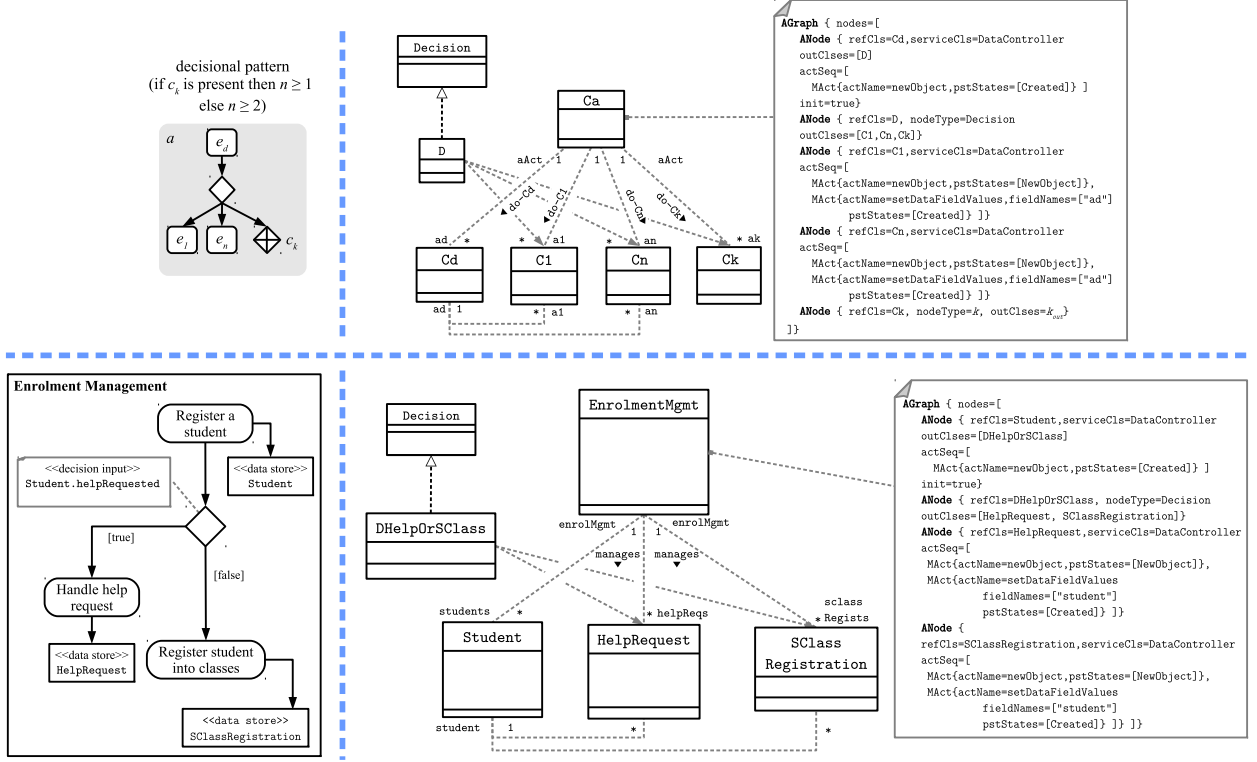 decisional pattern
(if ck is present then n ≥ 1
else n ≥ 2)
a
ed
el
en
ck
Decision
D
Ca
aAct
1
1
1
aAct
do-Cd
do-C1
do-Cn
do-Ck
ad
*
*
a1
*
an
* ak
Cd
C1
Cn
Ck
ad
1
*
a1
*
an
AGraph { nodes=[
ANode { refCls=Cd,serviceCls=DataController
outClses=[D]
actSeq=[
MAct{actName=newObject,pstStates=[Created]} ]
init=true}
ANode { refCls=D, nodeType=Decision
outClses=[C1,Cn,Ck]}
ANode { refCls=C1,serviceCls=DataController
actSeq=[
MAct{actName=newObject,pstStates=[NewObject]},
MAct{actName=setDataFieldValues,fieldNames=["ad"]
pstStates=[Created]} ]}
ANode { refCls=Cn,serviceCls=DataController
actSeq=[
MAct{actName=newObject,pstStates=[NewObject]},
MAct{actName=setDataFieldValues,fieldNames=["ad"]
pstStates=[Created]} ]}
ANode { refCls=Ck, nodeType=k, outClses=kout}
]}
Enrolment Management
Register a
student
<<decision input>>
Student.helpRequested
<<data store>>
Student
[true]
[false]
Handle help
request
<<data store>>
HelpRequest
Register student
into classes
<<data store>>
SClassRegistration
Decision
DHelpOrSClass
EnrolmentMgmt
enrolMgmt
1
1
enrolMgmt
manages
manages
students
*
* helpReqs
sclass
* Regists
Student
HelpRequest
SClass
Registration
student
1
*
*
AGraph { nodes=[
ANode { refCls=Student,serviceCls=DataController
outClses=[DHelpOrSClass]
actSeq=[
MAct{actName=newObject,pstStates=[Created]} ]
init=true}
ANode { refCls=DHelpOrSClass, nodeType=Decision
outClses=[HelpRequest, SClassRegistration]}
ANode { refCls=HelpRequest,serviceCls=DataController
actSeq=[
MAct{actName=newObject,pstStates=[NewObject]},
MAct{actName=setDataFieldValues
fieldNames=["student"]
pstStates=[Created]} ]}
ANode {
refCls=SClassRegistration,serviceCls=DataController
actSeq=[
MAct{actName=newObject,pstStates=[NewObject]},
MAct{actName=setDataFieldValues
fieldNames=["student"]
pstStates=[Created]} ]} ]}